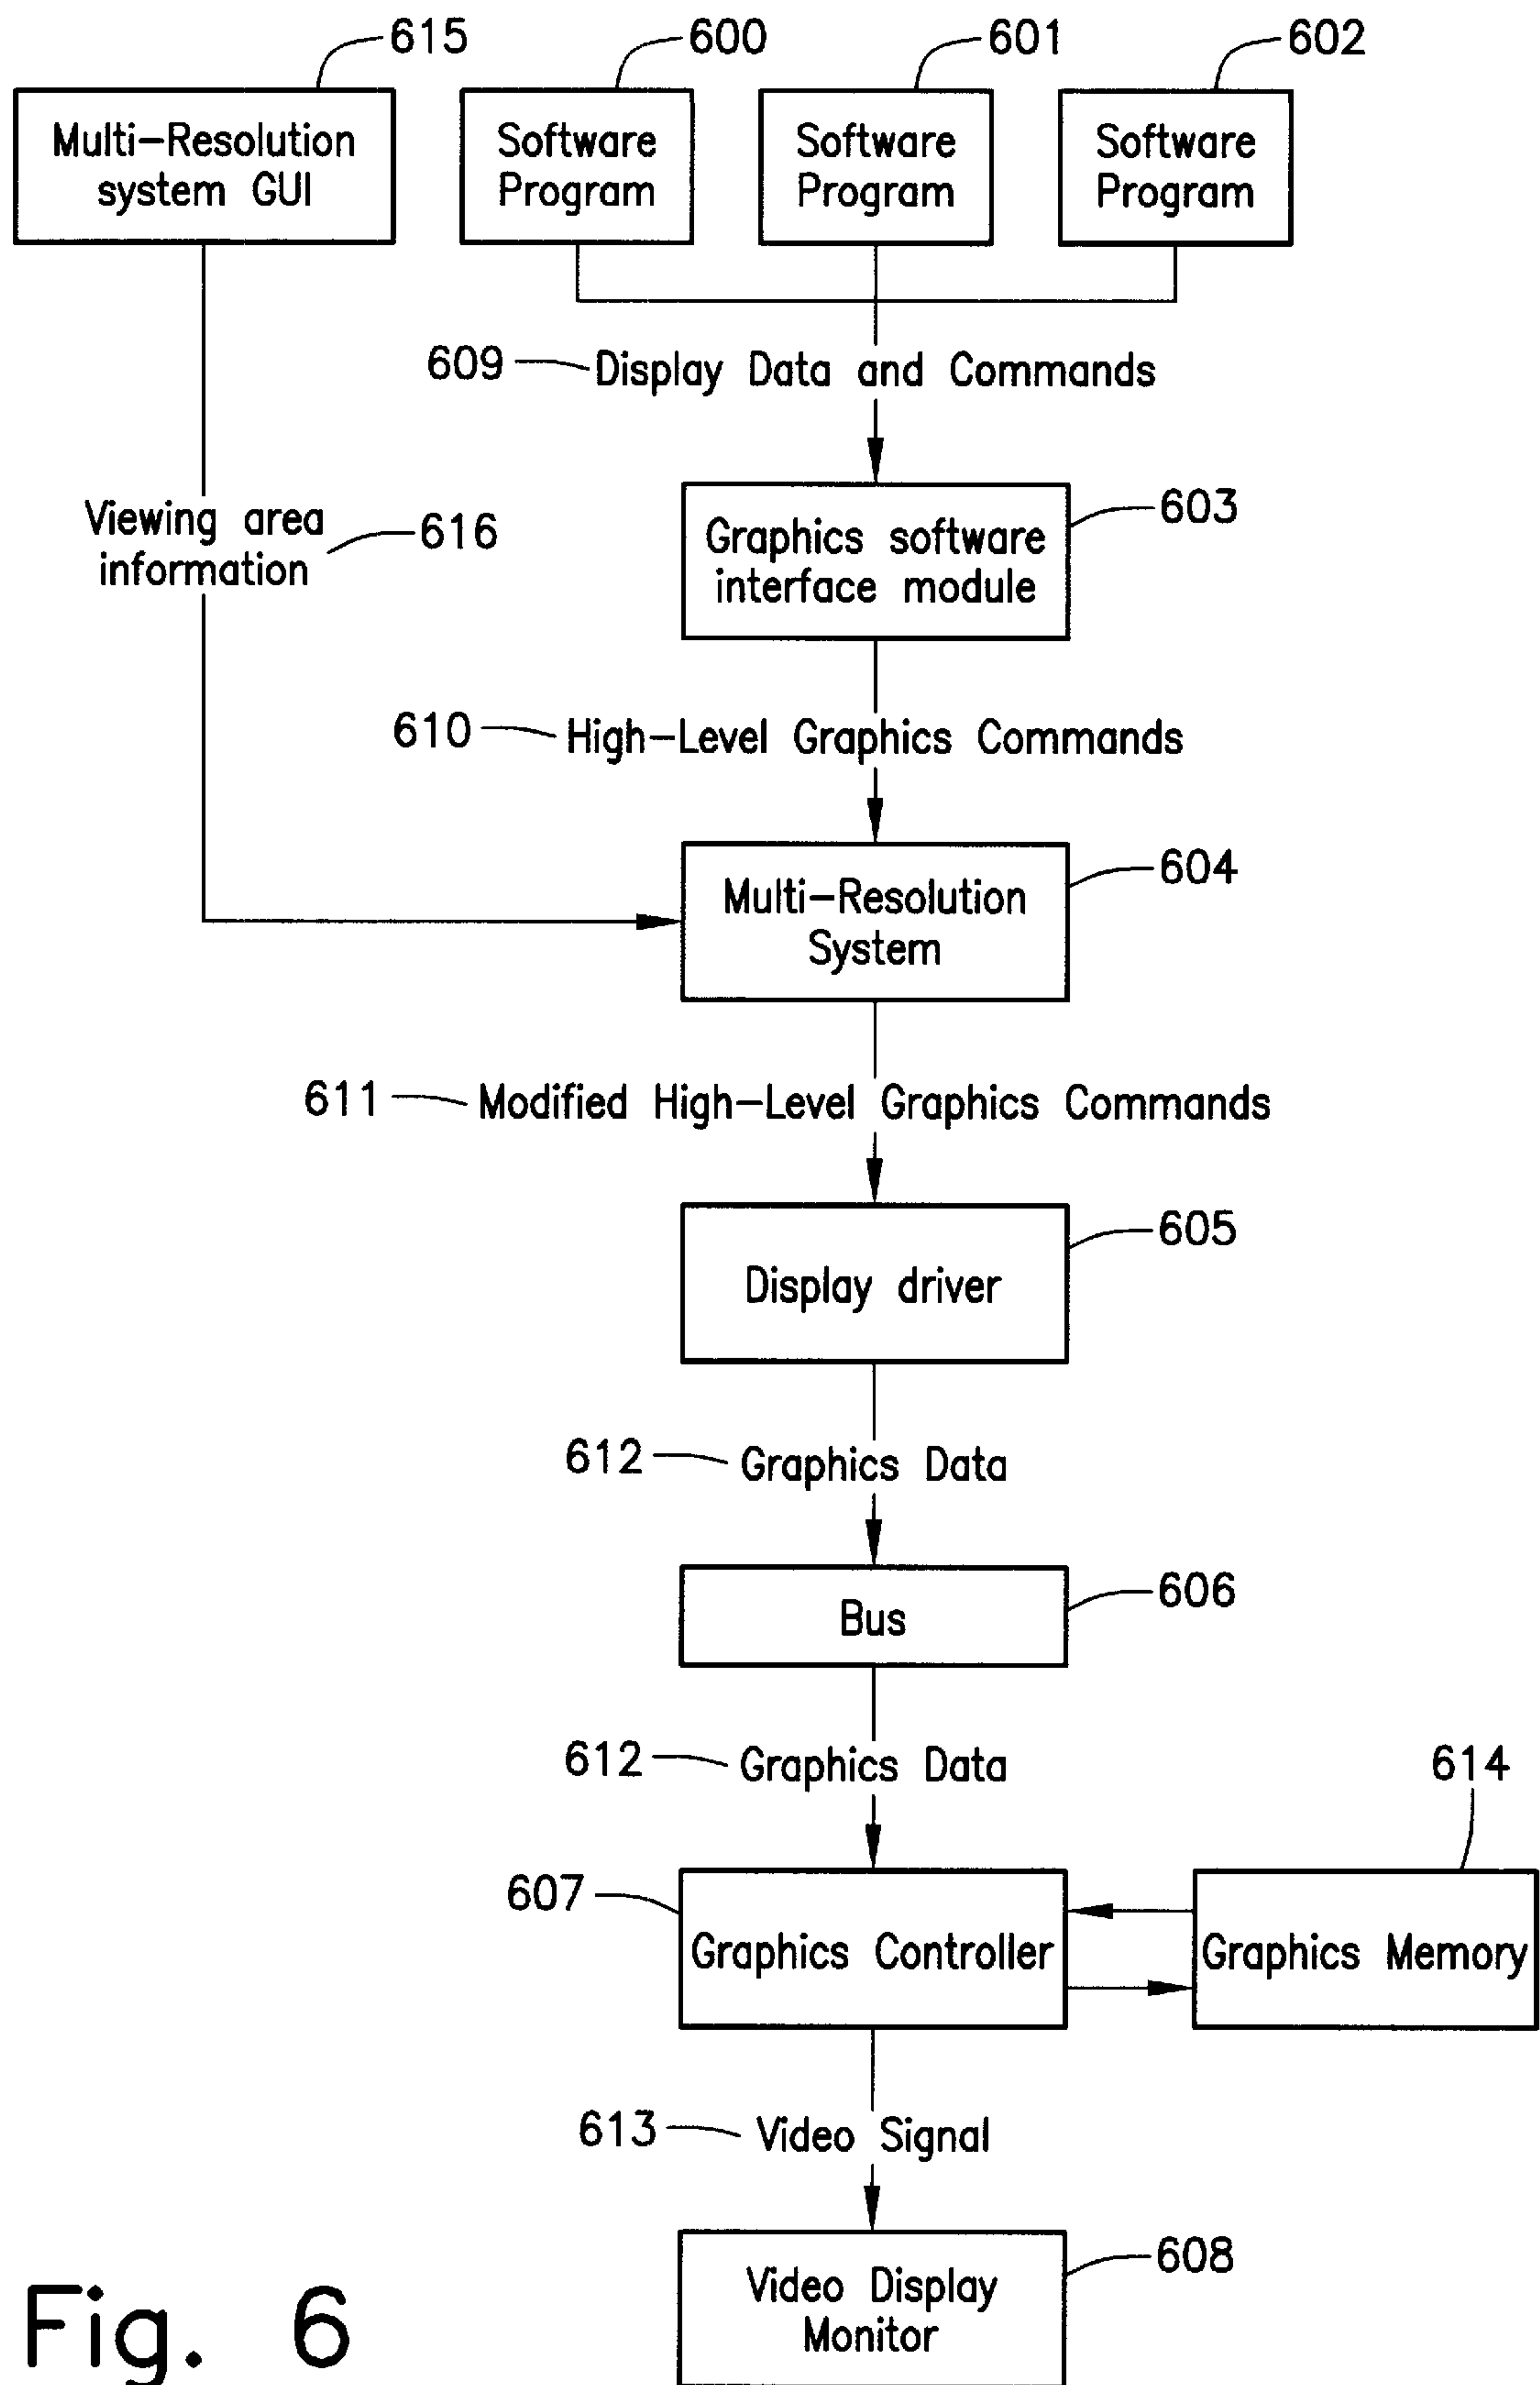 615
600
601
602
Multi-Resolution
system GUI
Software
Program
Software
Program
Software
Program
609
Display Data and Commands
Viewing area
information
616
603
Graphics software
interface module
610
High-Level Graphics Commands
604
Multi-Resolution
System
611
Modified High-Level Graphics Commands
605
Display driver
612
Graphics Data
606
Bus
612
Graphics Data
614
607
Graphics Controller
Graphics Memory
613
Video Signal
608
Video Display
Monitor
Fig. 6